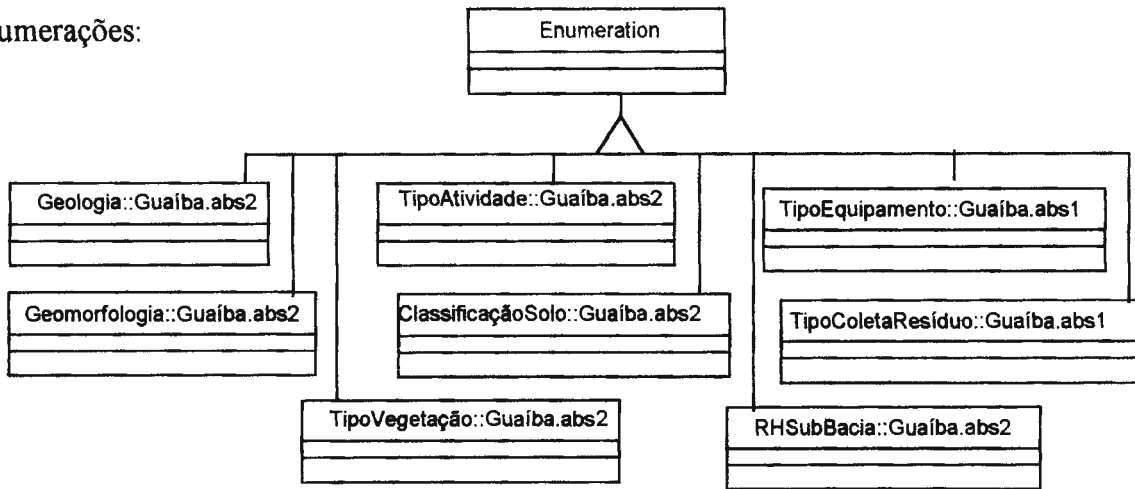 umerações:
Enumeration
Geologia::Guaíba.abs2
TipoAtividade::Guaíba.abs2
TipoEquipamento::Guaíba.abs1
Geomorfologia::Guaíba.abs2
ClassificaçãoSolo::Guaíba.abs2
TipoColetaResíduo::Guaíba.abs1
TipoVegetação::Guaíba.abs2
RHSubBacia::Guaíba.abs2